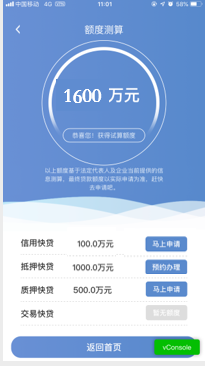 中国移动 4G 11:01 58%
额度测算
1600 万元
恭喜您！获得试算额度
以上额度基于法定代表人及企业当前提供的信
息测算，最终贷款额度以实际申请为准，赶快
去申请吧。
信用快贷 100.0万元 马上申请
抵押快贷 1000.0万元 预约办理
质押快贷 500.0万元 马上申请
交易快贷 暂无额度
返回首页 vConsole